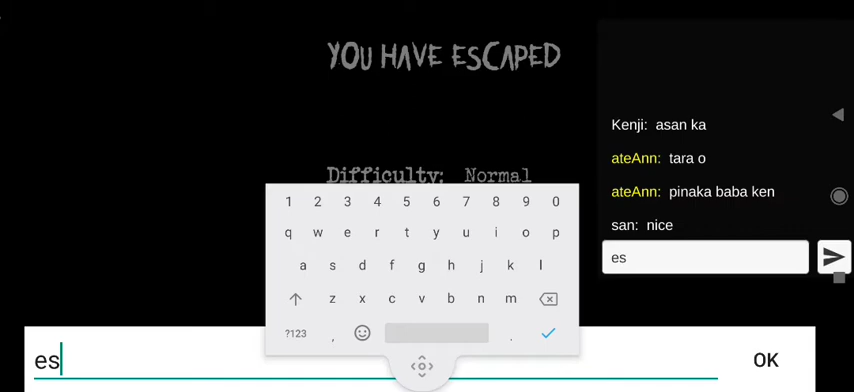 YOU HAVE ESCAPED
Difficulty: Normal
Kenji: asan ka
ateAnn: tara o
ateAnn: pinaka baba ken
san: nice
es
1 2 3 4 5 6 7 8 9 0
q w e r t y u i o p
a s d f g h j k l
z x c v b n m
?123 , .
es
OK